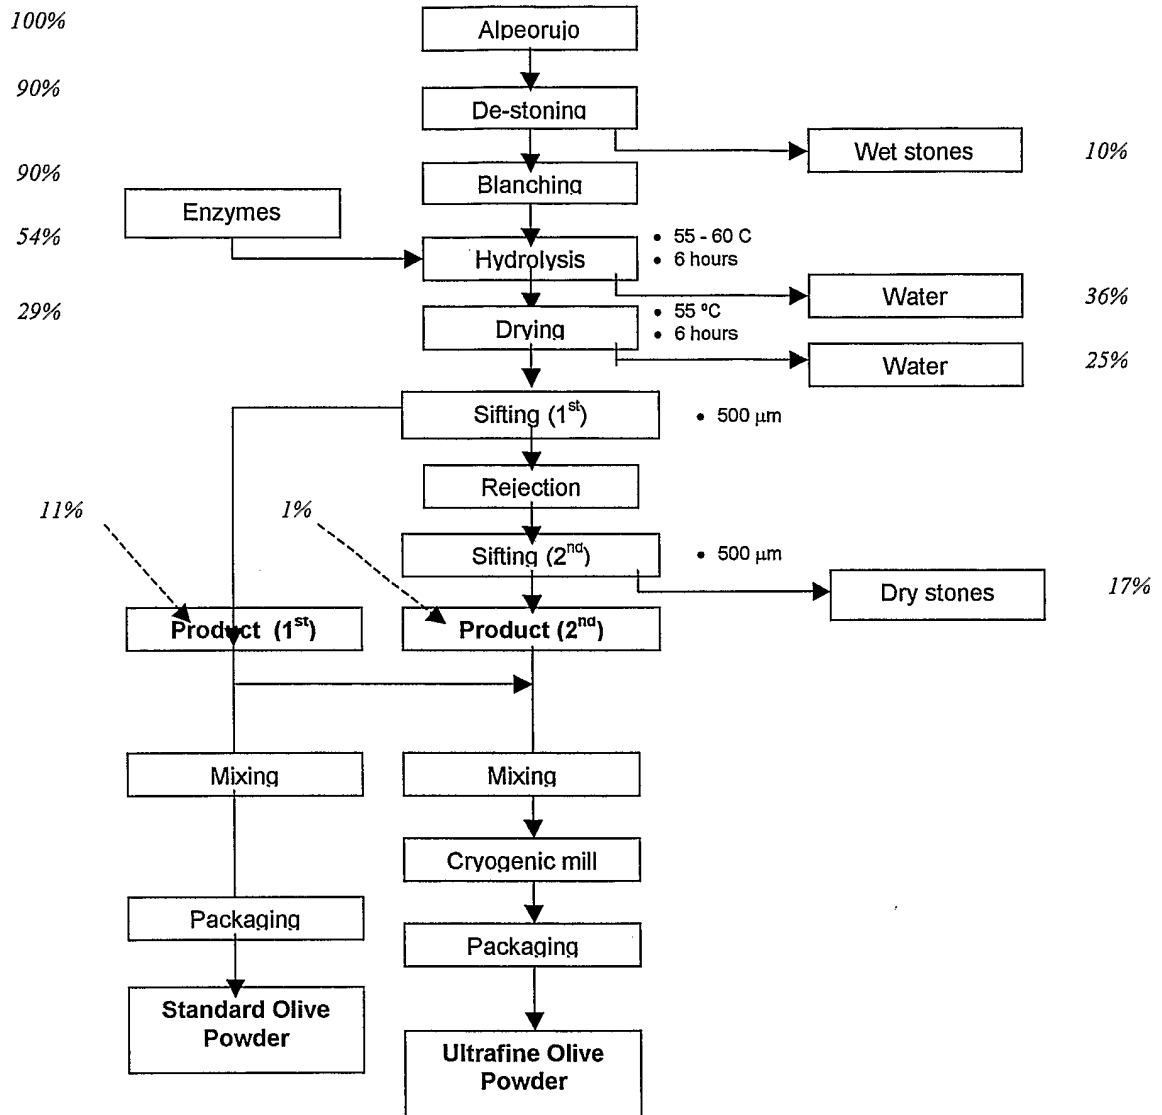 100%
Alpeorujo
90%
De-stoning
Wet stones
10%
90%
Blanching
Enzymes
54%
• 55 - 60 C
Hydrolysis
• 6 hours
Water
36%
29%
• 55 ºC
Drying
• 6 hours
Water
25%
Sifting (1st)
• 500 µm
Rejection
11%
1%
Sifting (2nd)
• 500 µm
Dry stones
17%
Product (1st)
Product (2nd)
Mixing
Mixing
Cryogenic mill
Packaging
Packaging
Standard Olive
Powder
Ultrafine Olive
Powder